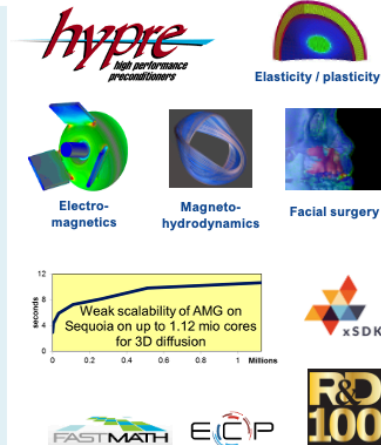 hypre
high performance
preconditioners
Elasticity / plasticity
Electro-
magnetics
Magneto-
hydrodynamics
Facial surgery
12
8
4
0
seconds
Weak scalability of AMG on
Sequoia on up to 1.12 mio cores
for 3D diffusion
0 0.2 0.4 0.6 0.8 1 Millions
xSDK
FASTMATH
ECP
R&D
100